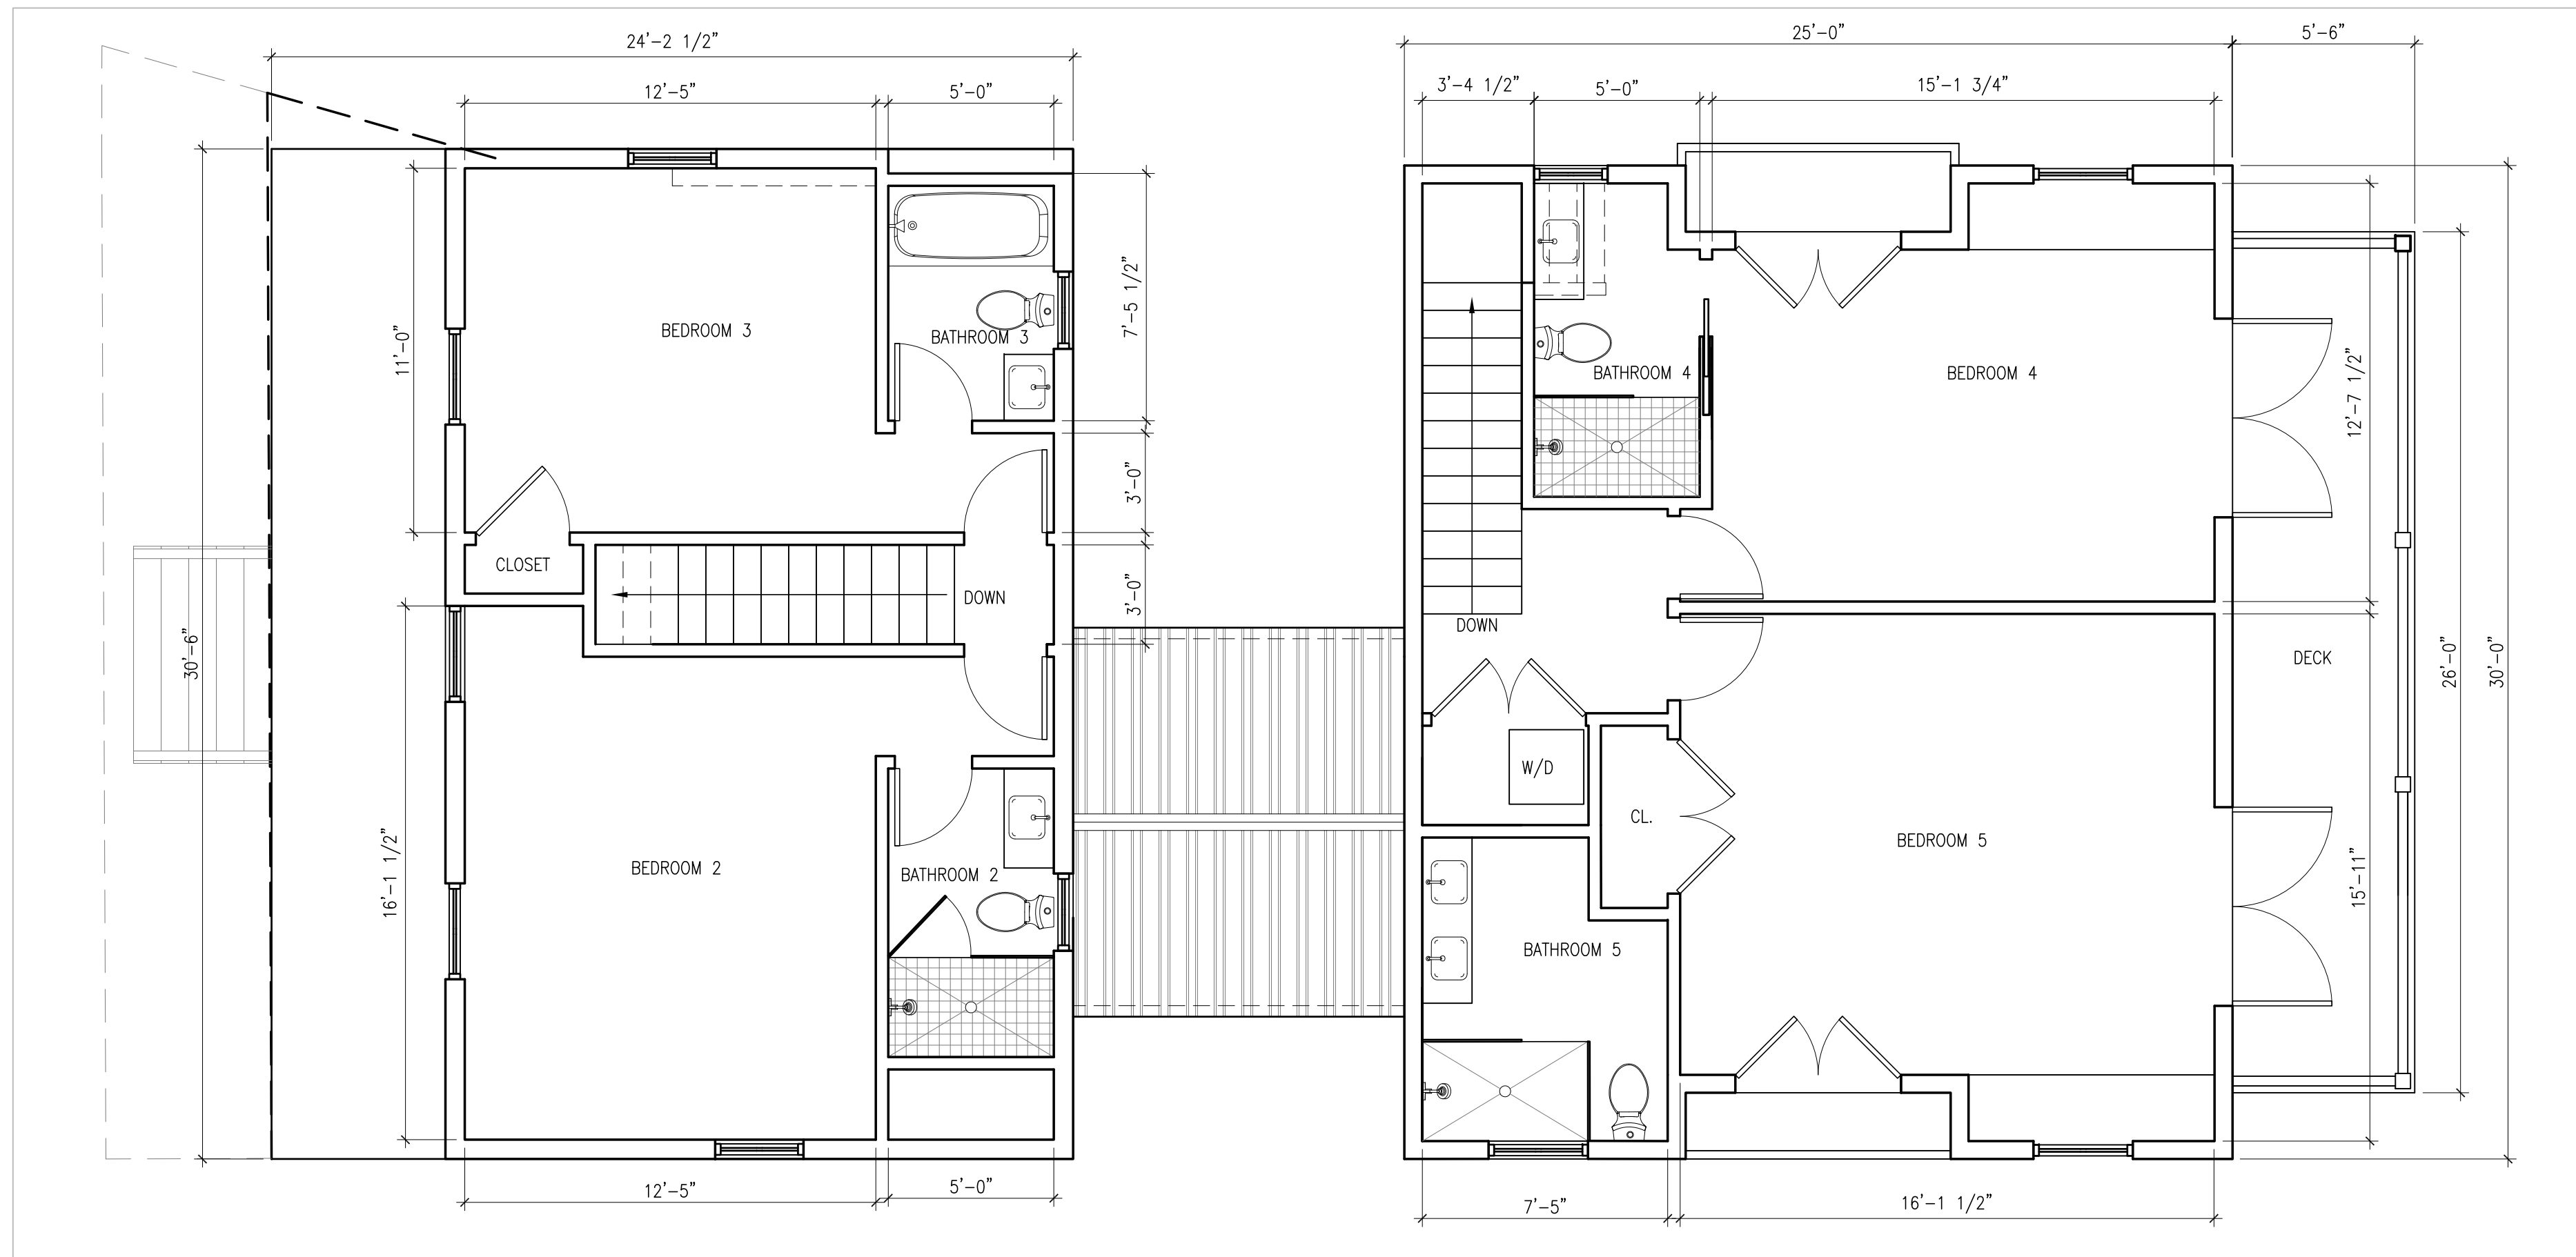 24'-2 1/2"
25'-0"
5'-6"
12'-5"
5'-0"
3'-4 1/2"
5'-0"
15'-1 3/4"
7'-5 1/2"
BEDROOM 3
BATHROOM 3
11'-0"
BATHROOM 4
BEDROOM 4
12'-7 1/2"
3'-0"
CLOSET
3'-0"
DOWN
DOWN
30'-6"
DECK
26'-0"
30'-0"
W/D
CL.
BEDROOM 5
16'-1 1/2"
BEDROOM 2
BATHROOM 2
15'-11"
BATHROOM 5
12'-5"
5'-0"
7'-5"
16'-1 1/2"